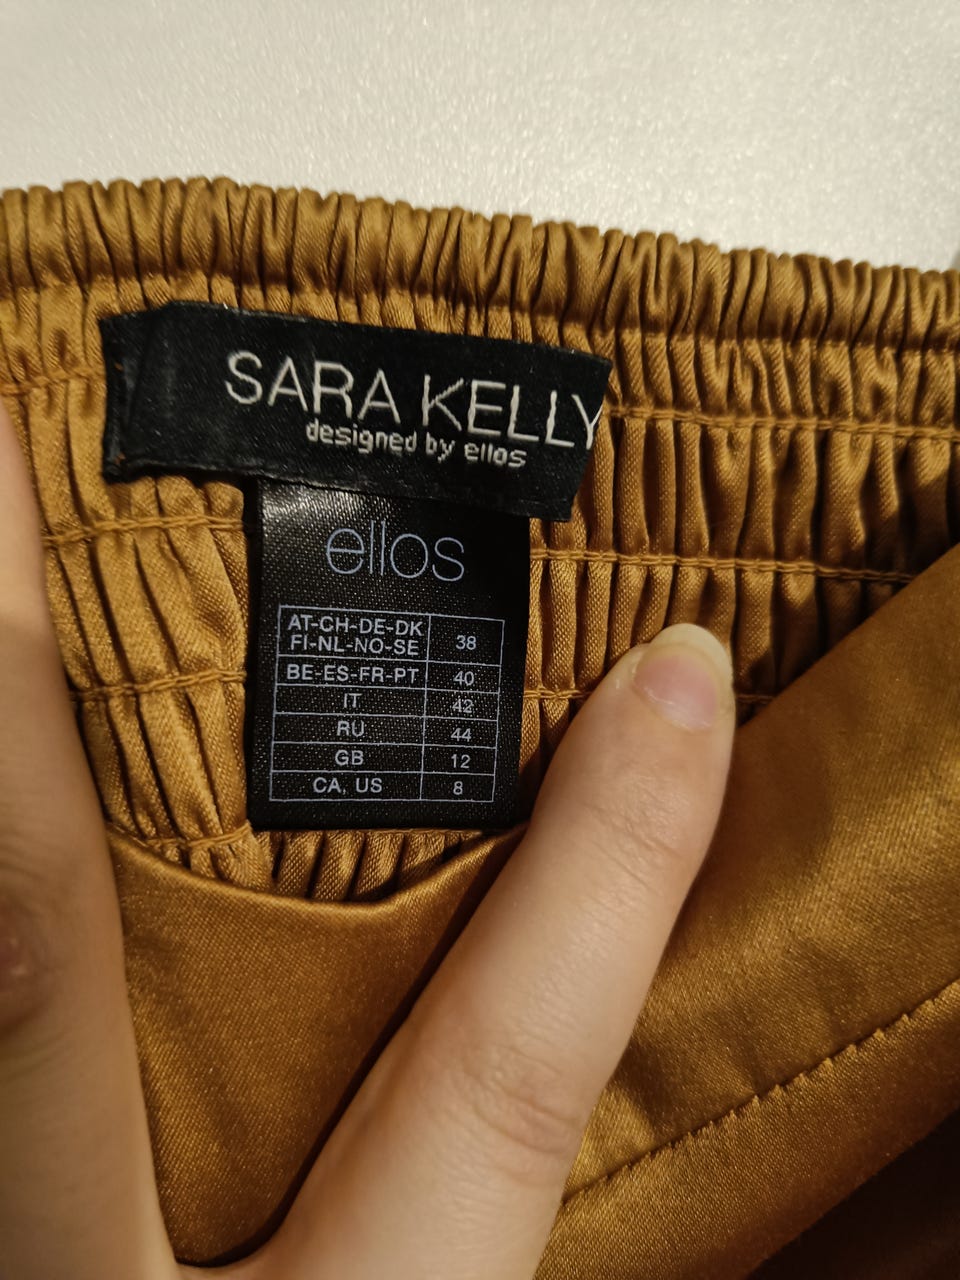 SARA KELLY
designed by ellos
ellos
AT-CH-DE-DK
FI-NL-NO-SE 38
BE-ES-FR-PT 40
IT 42
RU 44
GB 12
CA, US 8